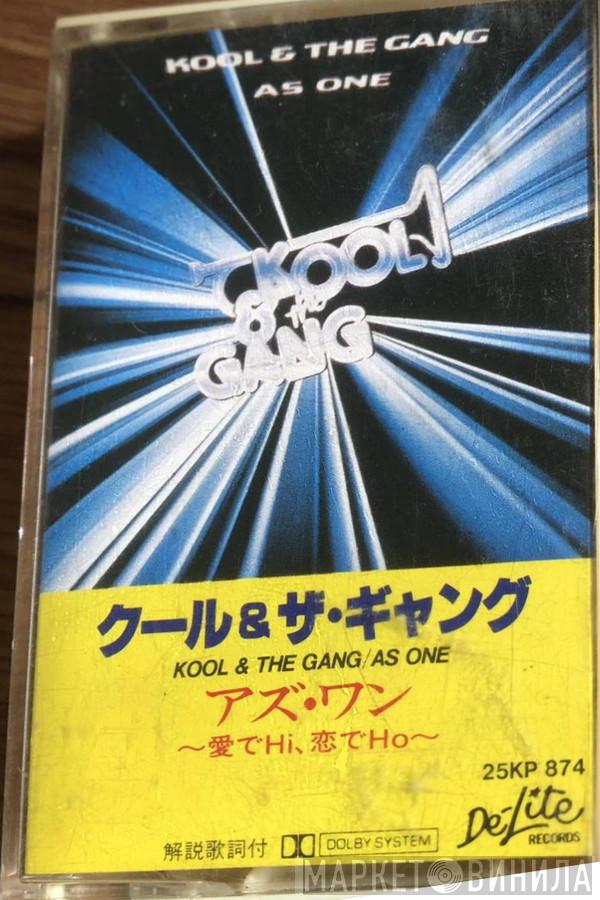 KOOL & THE GANG
AS ONE
KOOL
& the
GANG
クール&ザ・ギャング
KOOL & THE GANG/AS ONE
アズ・ワン
〜愛でHi、恋でHo〜
25KP 874
De-Lite
RECORDS
解説歌詞付
DOLBY SYSTEM
МАРКЕТ ВИНИЛА